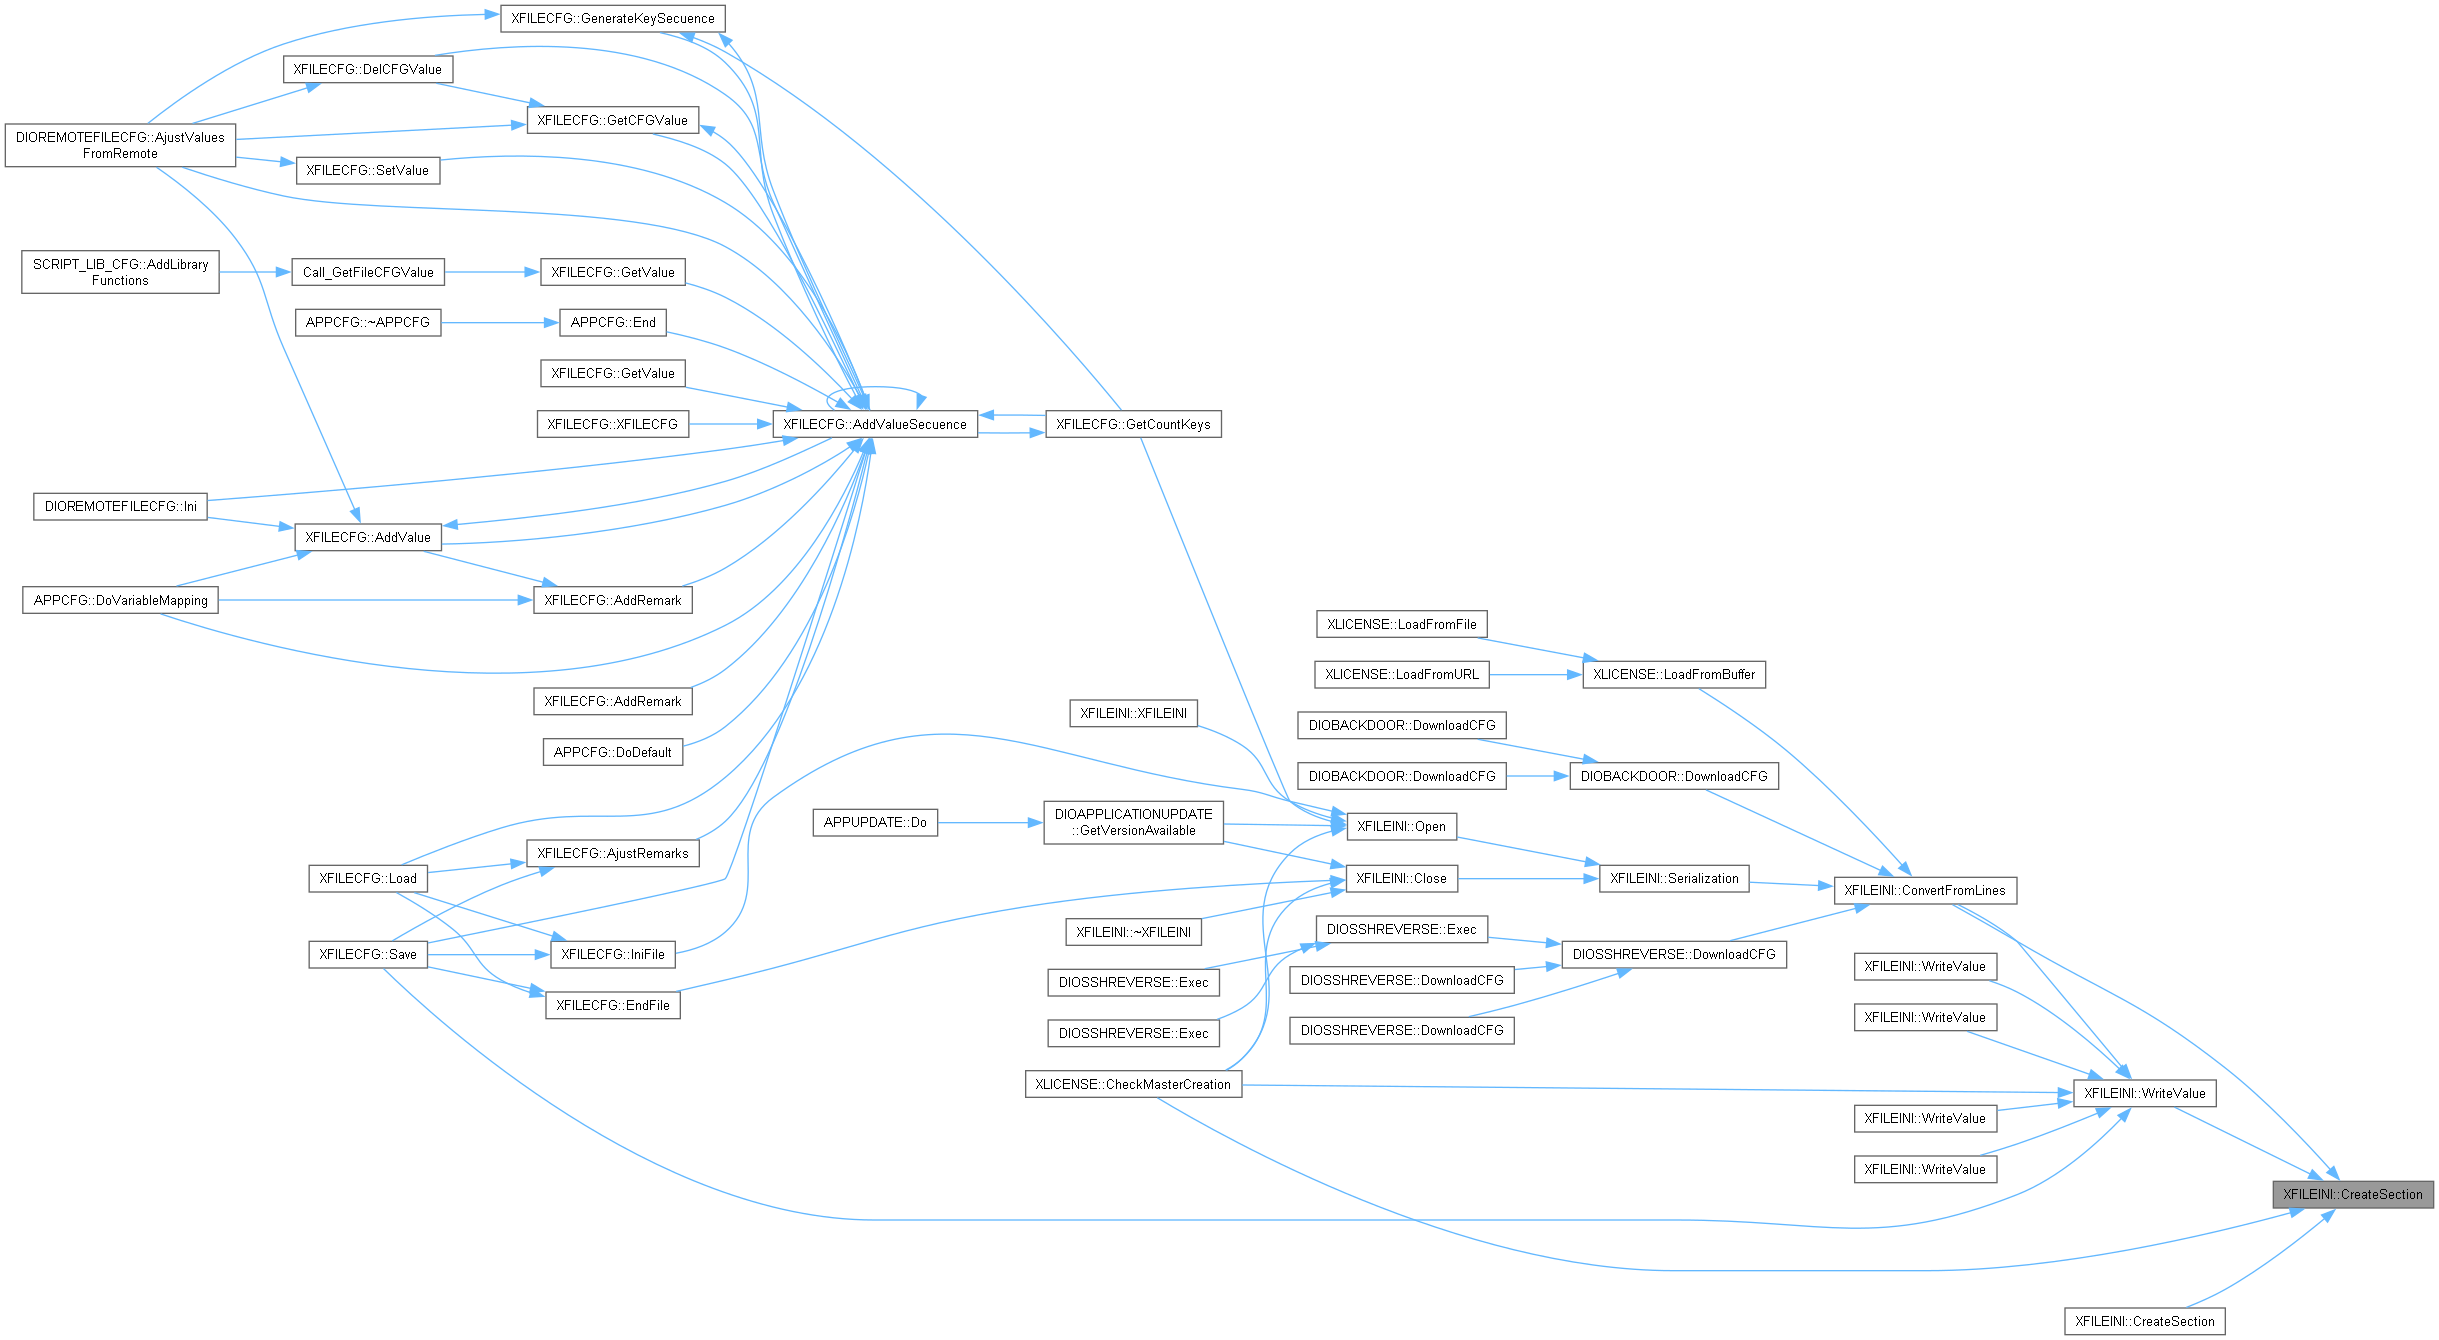 XFILECFG::GenerateKeySecuence
XFILECFG::DelCFGValue
XFILECFG::GetCFGValue
DIOREMOTEFILECFG::AjustValues
FromRemote
XFILECFG::SetValue
SCRIPT_LIB_CFG::AddLibrary
Functions
Call_GetFileCFGValue
XFILECFG::GetValue
APPCFG::~APPCFG
APPCFG::End
XFILECFG::GetValue
XFILECFG::XFILECFG
XFILECFG::AddValueSecuence
XFILECFG::GetCountKeys
DIOREMOTEFILECFG::Ini
XFILECFG::AddValue
APPCFG::DoVariableMapping
XFILECFG::AddRemark
XFILECFG::AddRemark
APPCFG::DoDefault
XFILECFG::AjustRemarks
XFILECFG::Load
XFILECFG::Save
XFILECFG::IniFile
XFILECFG::EndFile
XLICENSE::LoadFromFile
XLICENSE::LoadFromURL
XLICENSE::LoadFromBuffer
XFILEINI::XFILEINI
DIOBACKDOOR::DownloadCFG
DIOBACKDOOR::DownloadCFG
DIOBACKDOOR::DownloadCFG
APPUPDATE::Do
DIOAPPLICATIONUPDATE
::GetVersionAvailable
XFILEINI::Open
XFILEINI::Close
XFILEINI::Serialization
XFILEINI::ConvertFromLines
XFILEINI::~XFILEINI
DIOSSHREVERSE::Exec
DIOSSHREVERSE::DownloadCFG
DIOSSHREVERSE::Exec
DIOSSHREVERSE::DownloadCFG
DIOSSHREVERSE::Exec
DIOSSHREVERSE::DownloadCFG
XLICENSE::CheckMasterCreation
XFILEINI::WriteValue
XFILEINI::WriteValue
XFILEINI::WriteValue
XFILEINI::WriteValue
XFILEINI::WriteValue
XFILEINI::CreateSection
XFILEINI::CreateSection